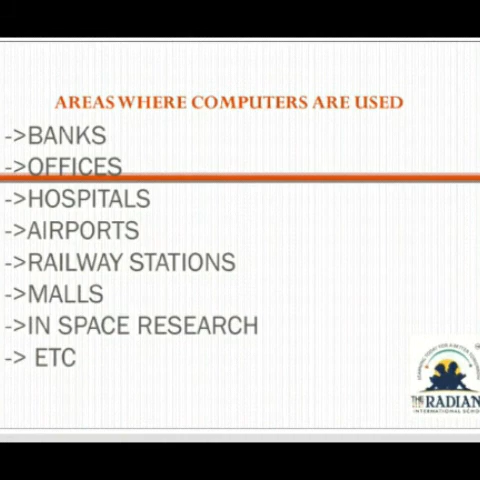 AREAS WHERE COMPUTERS ARE USED
->BANKS
->OFFICES
->HOSPITALS
->AIRPORTS
->RAILWAY STATIONS
->MALLS
->IN SPACE RESEARCH
-> ETC
THE RADIAN
INTERNATIONAL SCHO